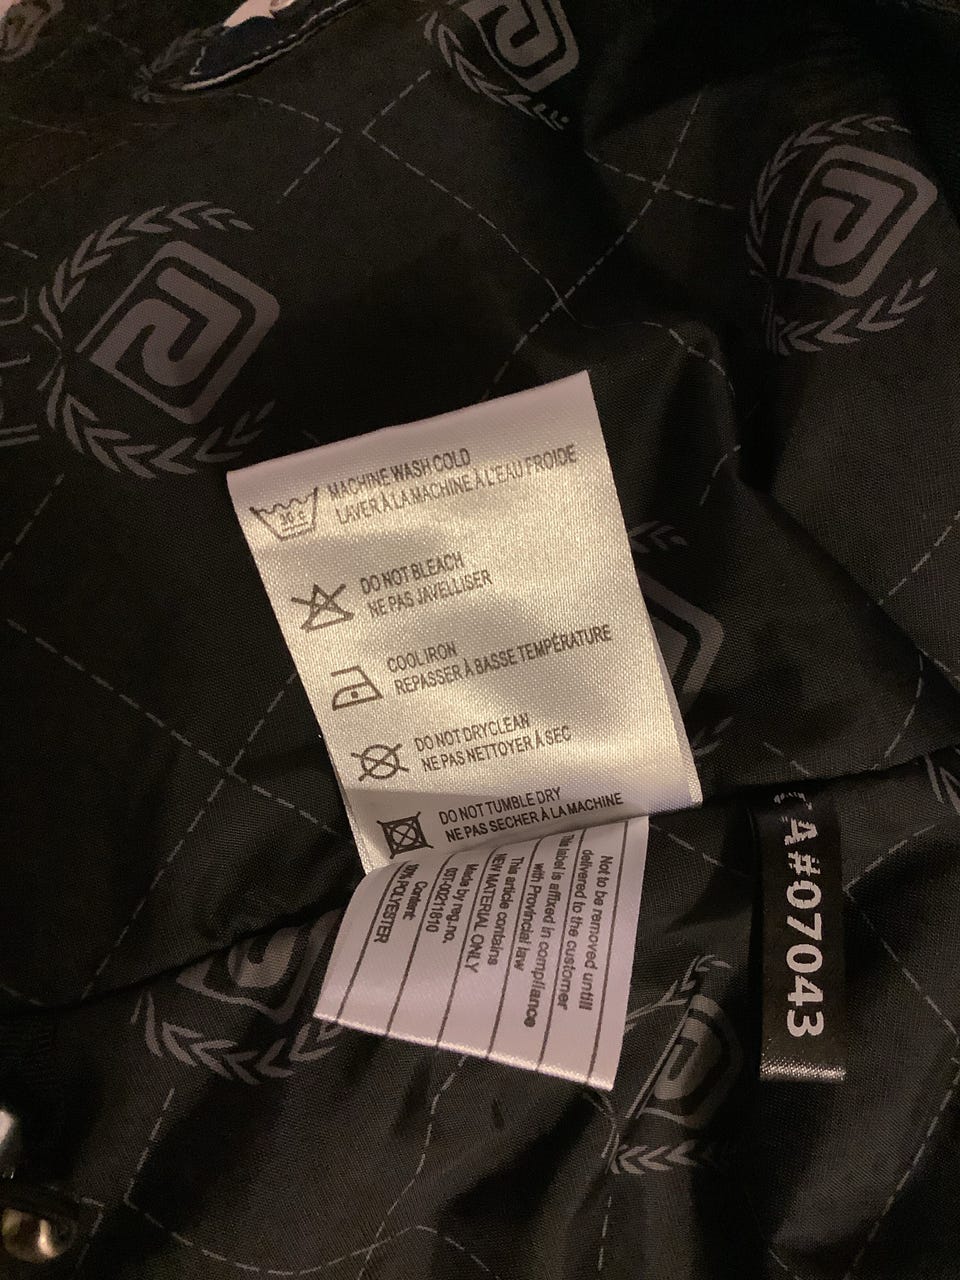 MACHINE WASH COLD
LAVER À LA MACHINE À L'EAU FROIDE
30 c
DO NOT BLEACH
NE PAS JAVELLISER
COOL IRON
REPASSER À BASSE TEMPÉRATURE
DO NOT DRYCLEAN
NE PAS NETTOYER À SEC
DO NOT TUMBLE DRY
NE PAS SECHER À LA MACHINE
Not to be removed untill
delivered to the customer
This label is affixed in compliance
with Provincial law
This article contains
NEW MATERIAL ONLY
Made by reg.no.
Content:
POLYESTER
A#07043